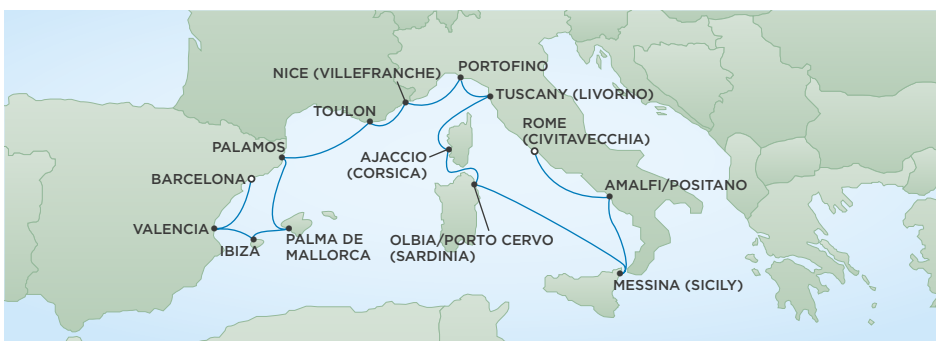 PORTOFINO
NICE (VILLEFRANCHE)
TUSCANY (LIVORNO)
TOULON
ROME
(CIVITAVECCHIA)
PALAMOS
AJACCIO
(CORSICA)
BARCELONA
AMALFI/POSITANO
VALENCIA
IBIZA
PALMA DE
MALLORCA
OLBIA/PORTO CERVO
(SARDINIA)
MESSINA (SICILY)